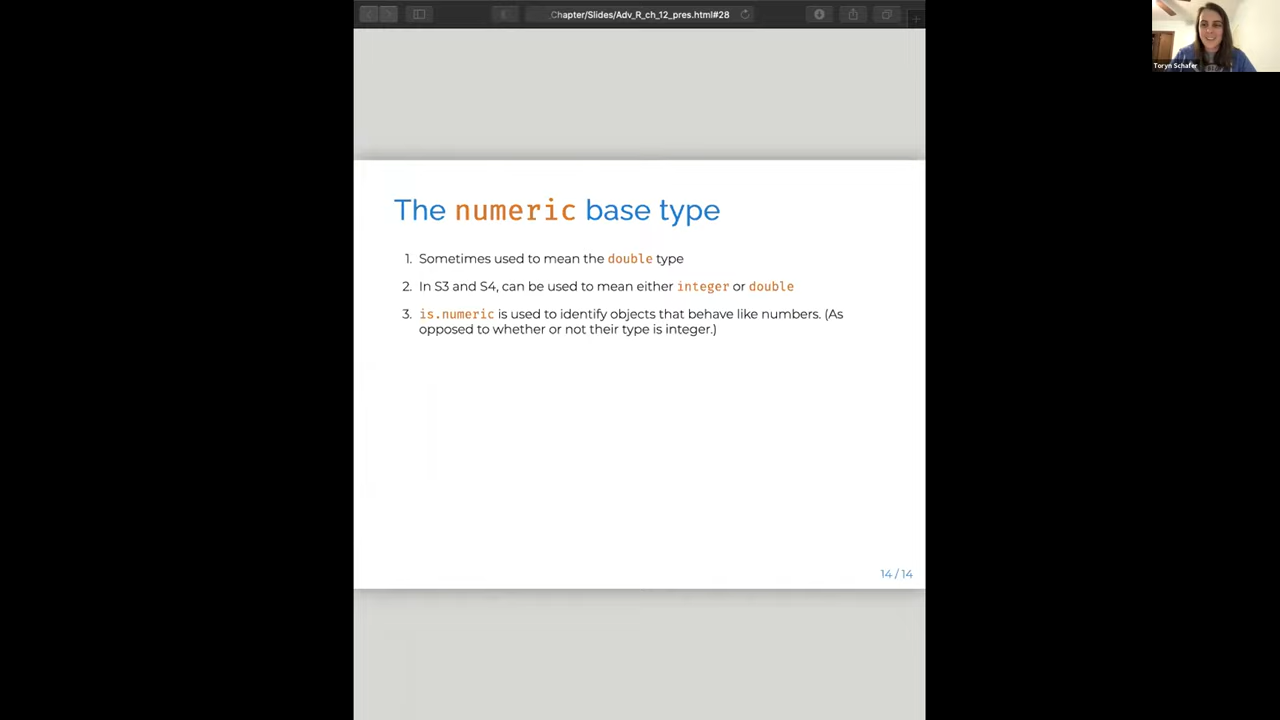 Chapter/Slides/Adv_R_ch_12_pres.html#28
Toryn Schafer
The numeric base type
1. Sometimes used to mean the double type
2. In S3 and S4, can be used to mean either integer or double
3. is.numeric is used to identify objects that behave like numbers. (As
opposed to whether or not their type is integer.)
14 / 14